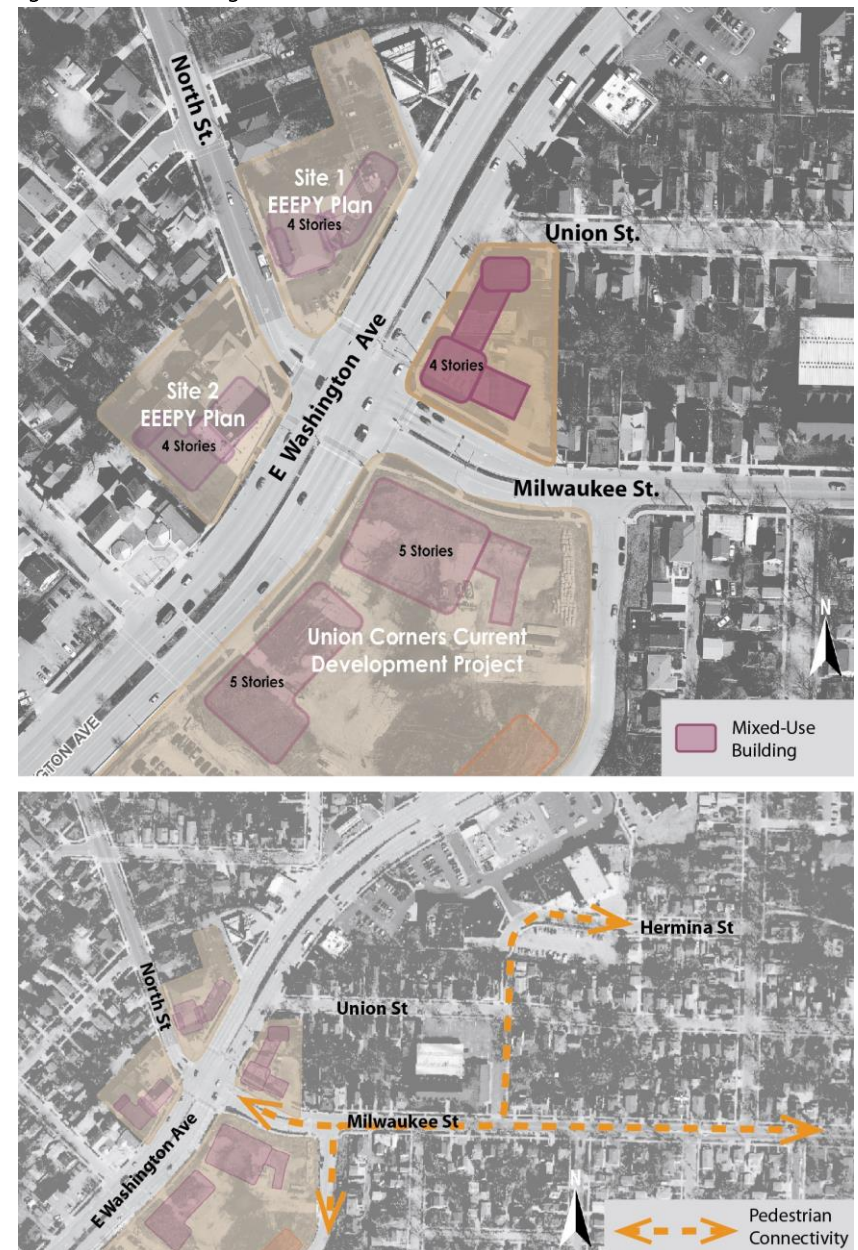 North St.
Site 1
EEEPY Plan
4 Stories
Union St.
4 Stories
E Washington Ave
Site 2
EEEPY Plan
4 Stories
Milwaukee St.
5 Stories
Union Corners Current
Development Project
5 Stories
N
GTON AVE
Mixed-Use
Building
Hermina St
North St
Union St
Milwaukee St
E Washington Ave
N
Pedestrian
Connectivity